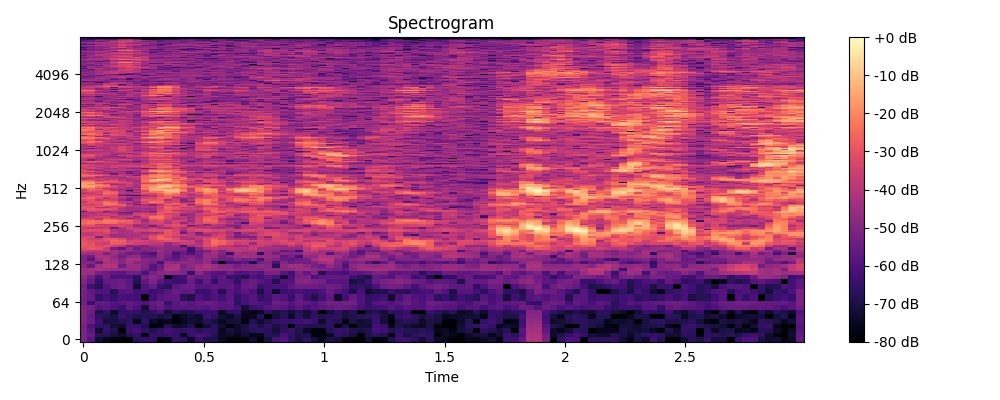 Spectrogram
+0 dB
4096
-10 dB
2048
-20 dB
1024
-30 dB
Hz
512
-40 dB
256
-50 dB
128
-60 dB
64
-70 dB
0
-80 dB
0 0.5 1 1.5 2 2.5
Time